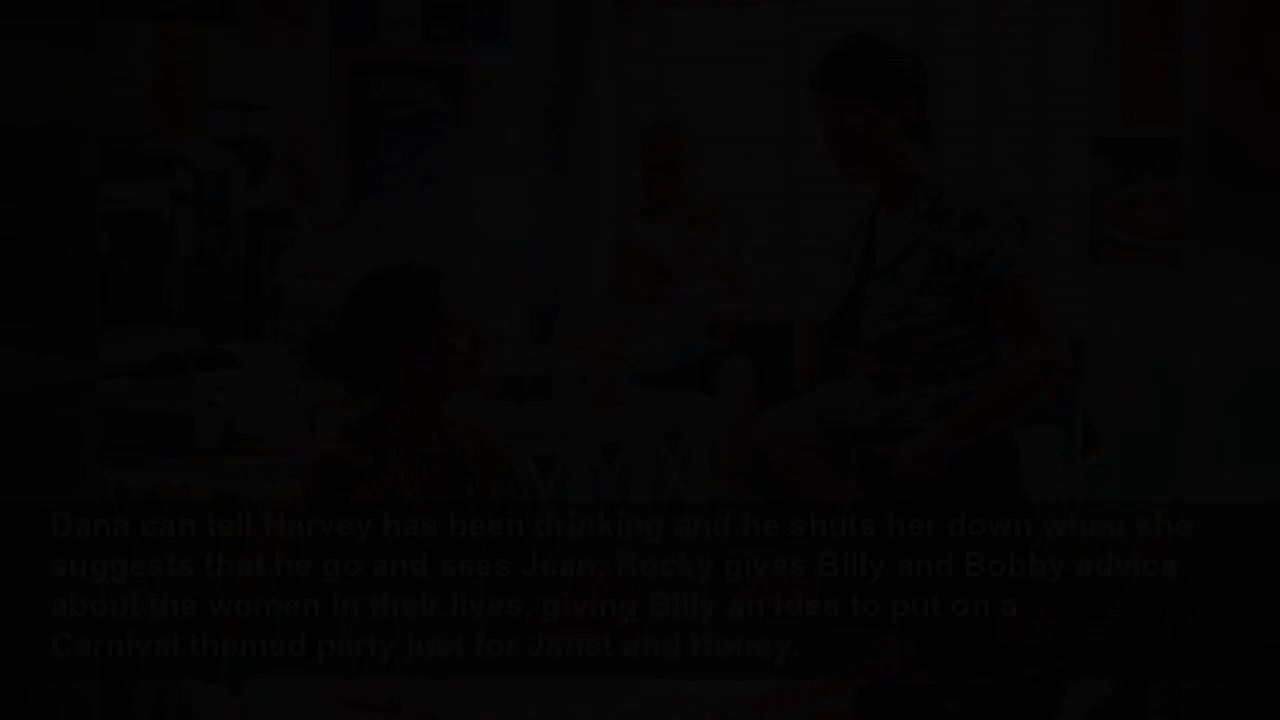 Dana can tell Harvey has been drinking and he shuts her down when she
suggests that he go and sees Jean. Rocky gives Billy and Bobby advice
about the women in their lives, giving Billy an idea to put on a
Carnival themed party just for Janet and Honey.